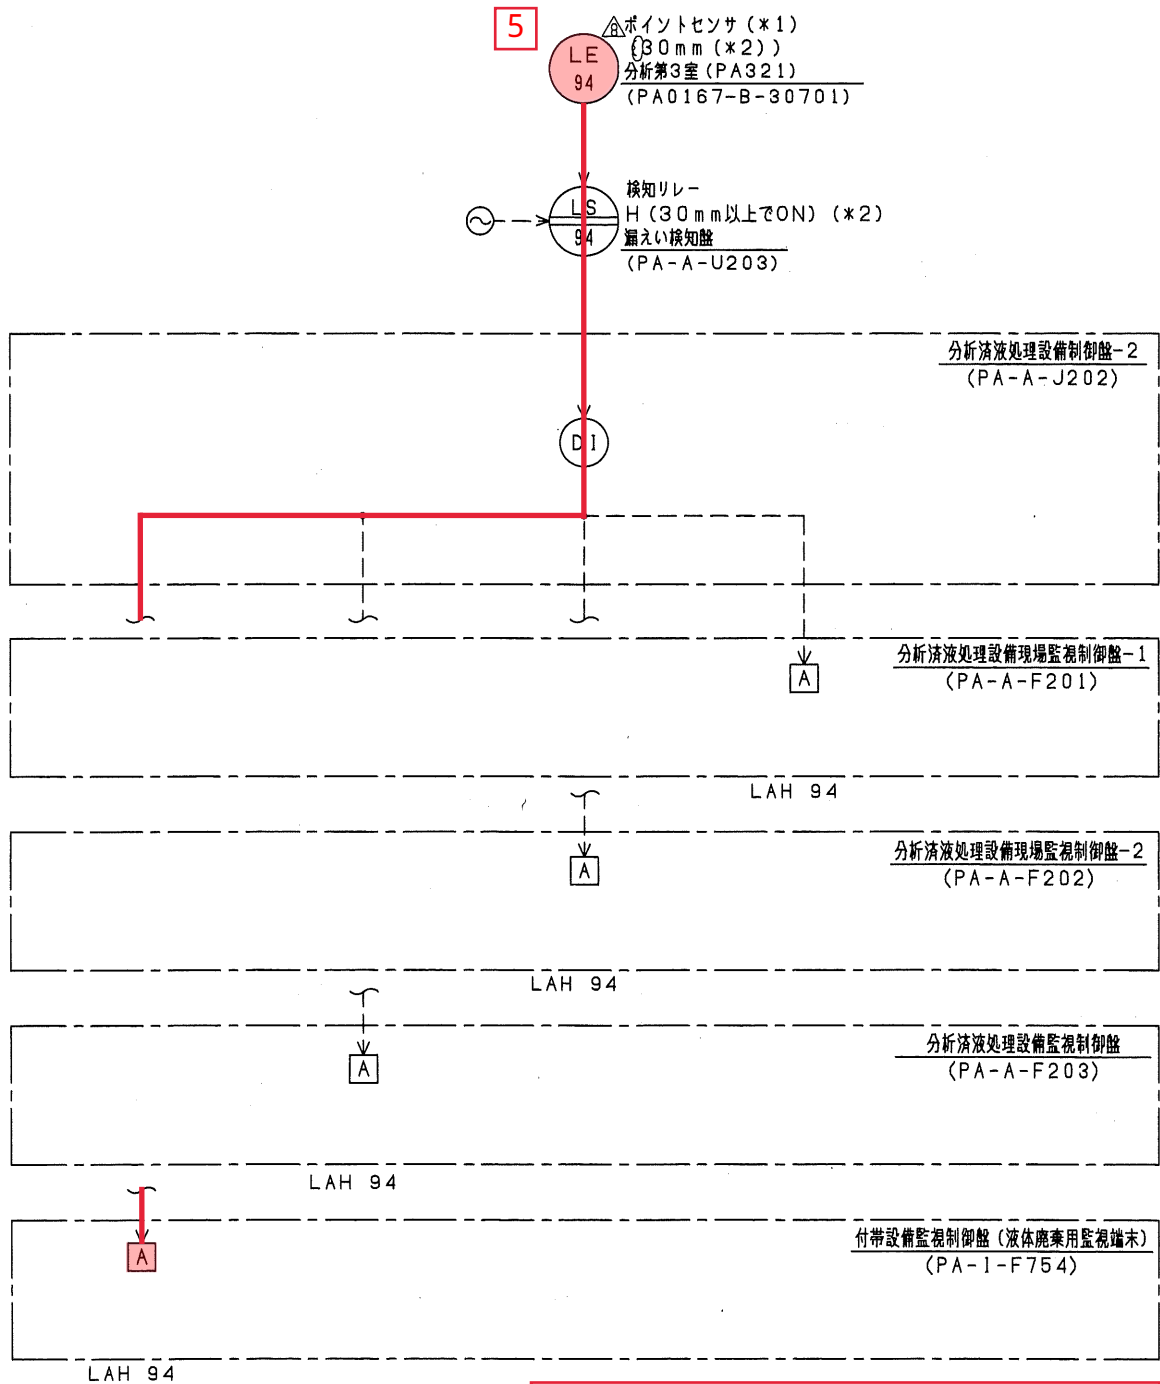 5
8
ポイントセンサ (*1)
(30mm (*2))
LE
94
分析第3室 (PA321)
(PA0167-B-30701)
検知リレー
LS
94
H (30mm以上でON) (*2)
漏えい検知盤
(PA-A-U203)
分析済液処理設備制御盤-2
(PA-A-J202)
DI
分析済液処理設備現場監視制御盤-1
(PA-A-F201)
A
LAH 94
分析済液処理設備現場監視制御盤-2
(PA-A-F202)
A
LAH 94
分析済液処理設備監視制御盤
(PA-A-F203)
A
LAH 94
付帯設備監視制御盤 (液体廃棄用監視端末)
(PA-I-F754)
A
LAH 94